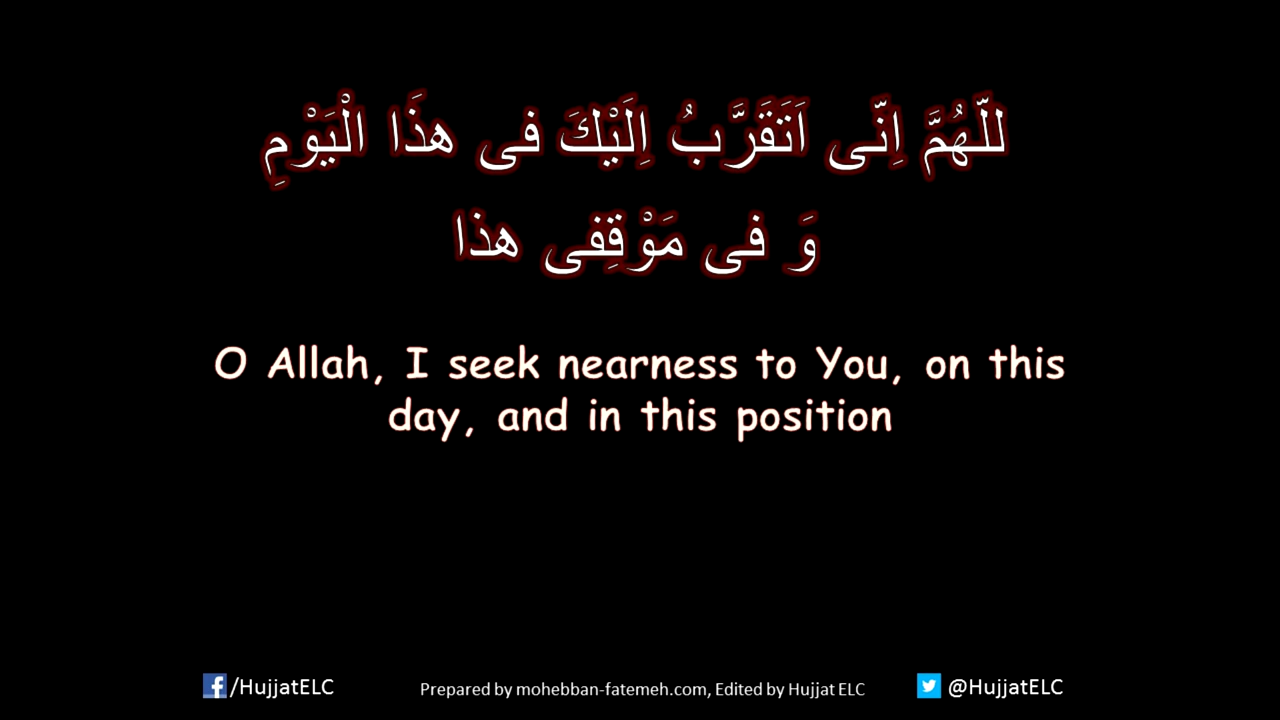 للّهُمَّ اِنّى اَتَقَرَّبُ اِلَيْكَ فى هذَا الْيَوْمِ
وَ فى مَوْقِفى هذا
O Allah, I seek nearness to You, on this
day, and in this position
/HujjatELC
Prepared by mohebban-fatemeh.com, Edited by Hujjat ELC
@HujjatELC